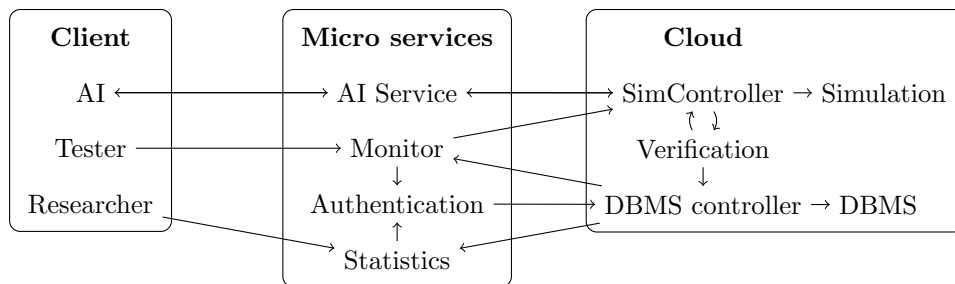 Client Micro services Cloud
AI AI Service SimController Simulation
Tester Monitor Verification
Researcher Authentication DBMS controller DBMS
Statistics